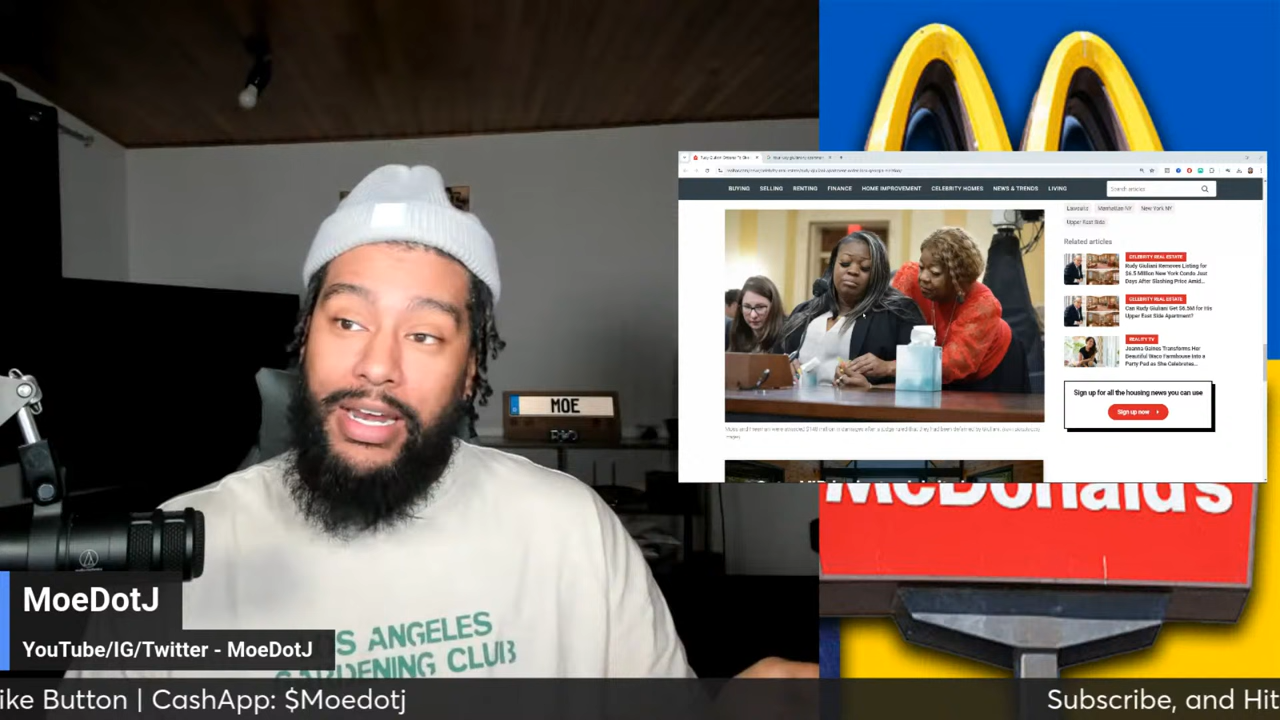 BUYING SELLING RENTING FINANCE HOME IMPROVEMENT CELEBRITY HOMES NEWS & TRENDS LIVING Search articles
Lawsuits Manhattan NY New York NY
Upper East Side
Related articles
CELEBRITY REAL ESTATE
Rudy Giuliani Removes Listing for
$6.5 Million New York Condo Just
Days After Slashing Price Amid...
CELEBRITY REAL ESTATE
Can Rudy Giuliani Get $6.5M for His
Upper East Side Apartment?
REALITY TV
Joanna Gaines Transforms Her
Beautiful Waco Farmhouse Into a
Party Pad as She Celebrates...
Sign up for all the housing news you can use
Sign up now
MOE
McDonald's
MoeDotJ
YouTube/IG/Twitter - MoeDotJ
LOS ANGELES
GARDENING CLUB
ike Button | CashApp: $Moedotj Subscribe, and Hit